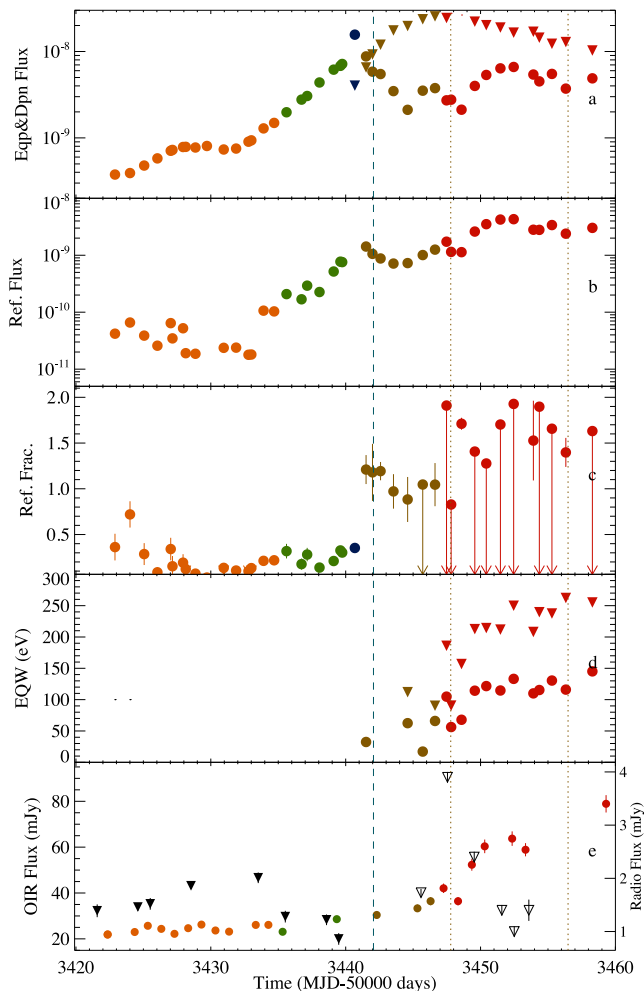 10⁻⁸
10⁻⁹
Eqp&Dpn Flux
a
10⁻⁸
10⁻⁹
10⁻¹⁰
10⁻¹¹
Ref. Flux
b
2.0
1.5
1.0
0.5
Ref. Frac.
c
300
250
200
150
100
50
0
EQW (eV)
d
80
60
40
20
OIR Flux (mJy)
e
4
3
2
1
Radio Flux (mJy)
3420 3430 3440 3450 3460
Time (MJD-50000 days)